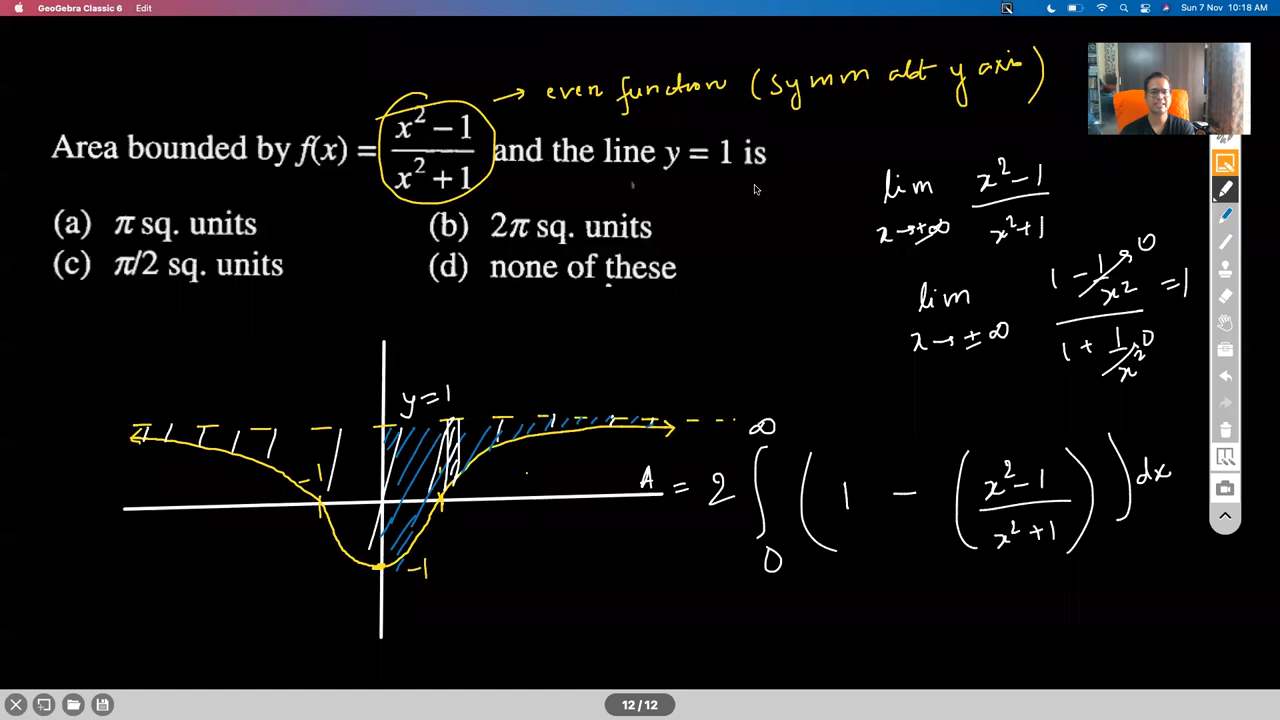 GeoGebra Classic 6 Edit
Sun 7 Nov 10:18 AM
→ even function (symm abt y axis)
Area bounded by f(x) = x² − 1 / x² + 1 and the line y = 1 is
(a) π sq. units (b) 2π sq. units
(c) π/2 sq. units (d) none of these
lim x→±∞ x²−1 / x²+1
lim x→±∞ 1 − 1/x² 0 / 1 + 1/x² 0 = 1
y=1
-1
1
-1
A = 2 ∫₀^∞ (1 − (x²−1 / x²+1)) dx
12 / 12